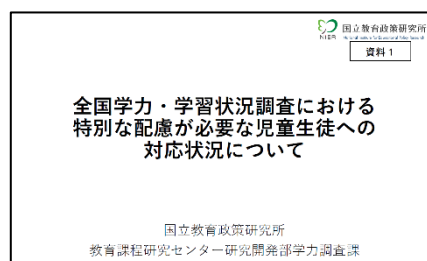 国立教育政策研究所
NIER
資料1
全国学力・学習状況調査における
特別な配慮が必要な児童生徒への
対応状況について
国立教育政策研究所
教育課程研究センター研究開発部学力調査課